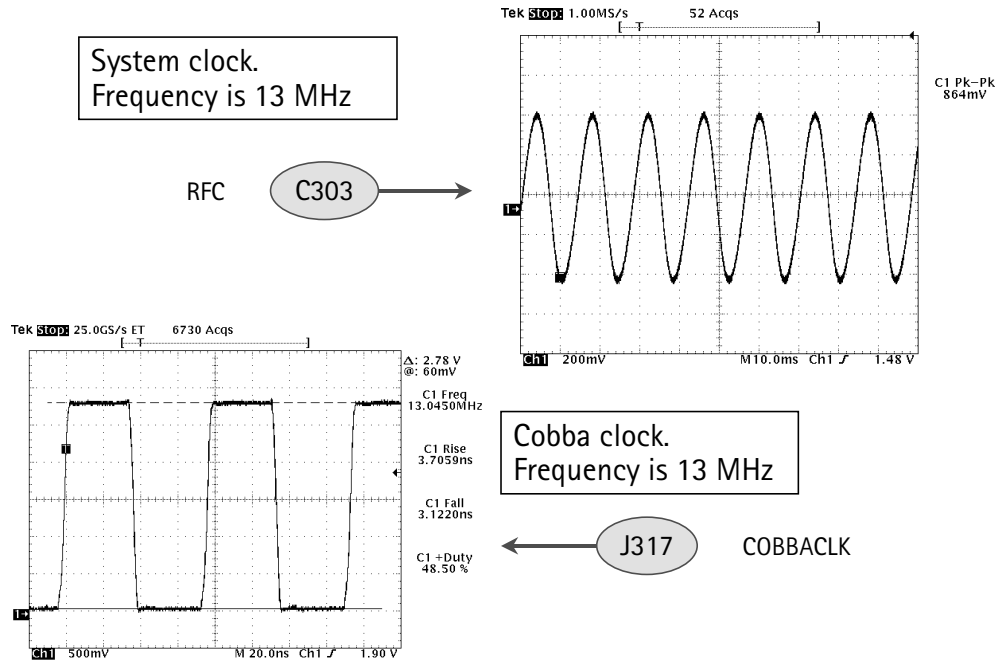 Tek Stop: 1.00MS/s 52 Acqs
[ T ]
System clock.
Frequency is 13 MHz
C1 Pk–Pk
864mV
RFC
C303
1→
Ch1 200mV M10.0ms Ch1 1.48 V
Tek Stop: 25.0GS/s ET 6730 Acqs
[ T ]
Δ: 2.78 V
@: 60mV
C1 Freq
13.0450MHz
T
C1 Rise
3.7059ns
C1 Fall
3.1220ns
C1 +Duty
48.50 %
1→
Ch1 500mV M 20.0ns Ch1 1.90 V
Cobba clock.
Frequency is 13 MHz
J317
COBBACLK